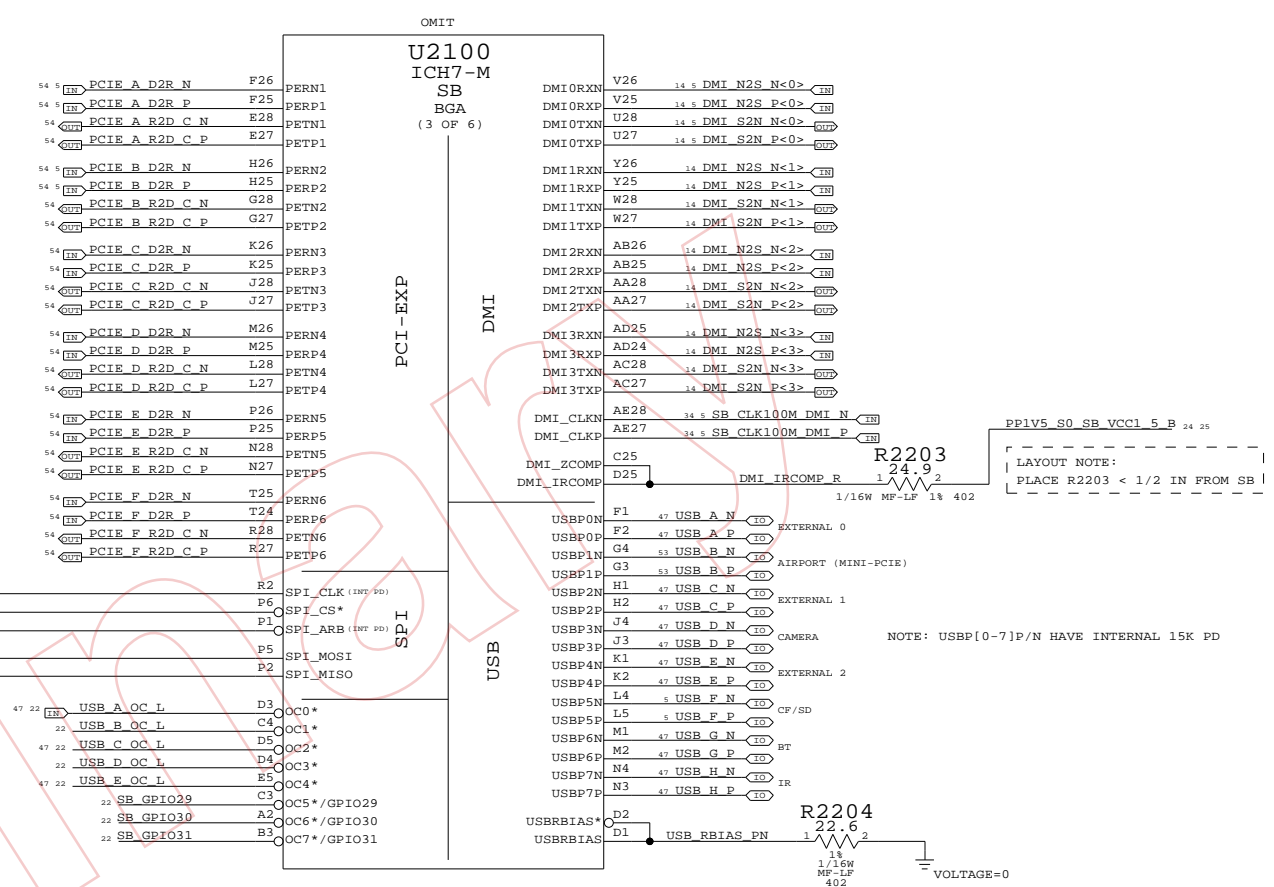 OMIT
U2100
ICH7-M
SB
BGA
(3 OF 6)
54 5 IN PCIE_A_D2R_N F26 PERN1
54 5 IN PCIE_A_D2R_P F25 PERP1
54 OUT PCIE_A_R2D_C_N E28 PETN1
54 OUT PCIE_A_R2D_C_P E27 PETP1
54 5 IN PCIE_B_D2R_N H26 PERN2
54 5 IN PCIE_B_D2R_P H25 PERP2
54 OUT PCIE_B_R2D_C_N G28 PETN2
54 OUT PCIE_B_R2D_C_P G27 PETP2
54 IN PCIE_C_D2R_N K26 PERN3
54 IN PCIE_C_D2R_P K25 PERP3
54 OUT PCIE_C_R2D_C_N J28 PETN3
54 OUT PCIE_C_R2D_C_P J27 PETP3
54 IN PCIE_D_D2R_N M26 PERN4
54 IN PCIE_D_D2R_P M25 PERP4
54 OUT PCIE_D_R2D_C_N L28 PETN4
54 OUT PCIE_D_R2D_C_P L27 PETP4
54 IN PCIE_E_D2R_N P26 PERN5
54 IN PCIE_E_D2R_P P25 PERP5
54 OUT PCIE_E_R2D_C_N N28 PETN5
54 OUT PCIE_E_R2D_C_P N27 PETP5
54 IN PCIE_F_D2R_N T25 PERN6
54 IN PCIE_F_D2R_P T24 PERP6
54 OUT PCIE_F_R2D_C_N R28 PETN6
54 OUT PCIE_F_R2D_C_P R27 PETP6
R2 SPI_CLK (INT PD)
P6 SPI_CS*
P1 SPI_ARB (INT PD)
P5 SPI_MOSI
P2 SPI_MISO
47 22 IN USB_A_OC_L D3 OC0*
22 USB_B_OC_L C4 OC1*
47 22 USB_C_OC_L D5 OC2*
22 USB_D_OC_L D4 OC3*
47 22 USB_E_OC_L E5 OC4*
22 SB_GPIO29 C3 OC5*/GPIO29
22 SB_GPIO30 A2 OC6*/GPIO30
22 SB_GPIO31 B3 OC7*/GPIO31
PCI-EXP
SPI
DMI
USB
DMI0RXN V26 14 5 DMI_N2S_N<0> IN
DMI0RXP V25 14 5 DMI_N2S_P<0> IN
DMI0TXN U28 14 5 DMI_S2N_N<0> OUT
DMI0TXP U27 14 5 DMI_S2N_P<0> OUT
DMI1RXN Y26 14 DMI_N2S_N<1> IN
DMI1RXP Y25 14 DMI_N2S_P<1> IN
DMI1TXN W28 14 DMI_S2N_N<1> OUT
DMI1TXP W27 14 DMI_S2N_P<1> OUT
DMI2RXN AB26 14 DMI_N2S_N<2> IN
DMI2RXP AB25 14 DMI_N2S_P<2> IN
DMI2TXN AA28 14 DMI_S2N_N<2> OUT
DMI2TXP AA27 14 DMI_S2N_P<2> OUT
DMI3RXN AD25 14 DMI_N2S_N<3> IN
DMI3RXP AD24 14 DMI_N2S_P<3> IN
DMI3TXN AC28 14 DMI_S2N_N<3> OUT
DMI3TXP AC27 14 DMI_S2N_P<3> OUT
DMI_CLKN AE28 34 5 SB_CLK100M_DMI_N IN
DMI_CLKP AE27 34 5 SB_CLK100M_DMI_P IN
DMI_ZCOMP C25
DMI_IRCOMP D25 DMI_IRCOMP_R
R2203
24.9
1 2
1/16W MF-LF 1% 402
PP1V5_S0_SB_VCC1_5_B 24 25
LAYOUT NOTE:
PLACE R2203 < 1/2 IN FROM SB
USBP0N F1 47 USB_A_N IO
USBP0P F2 47 USB_A_P IO
EXTERNAL 0
USBP1N G4 53 USB_B_N IO
USBP1P G3 53 USB_B_P IO
AIRPORT (MINI-PCIE)
USBP2N H1 47 USB_C_N IO
USBP2P H2 47 USB_C_P IO
EXTERNAL 1
USBP3N J4 47 USB_D_N IO
USBP3P J3 47 USB_D_P IO
CAMERA
USBP4N K1 47 USB_E_N IO
USBP4P K2 47 USB_E_P IO
EXTERNAL 2
USBP5N L4 5 USB_F_N IO
USBP5P L5 5 USB_F_P IO
CF/SD
USBP6N M1 47 USB_G_N IO
USBP6P M2 47 USB_G_P IO
BT
USBP7N N4 47 USB_H_N IO
USBP7P N3 47 USB_H_P IO
IR
NOTE: USBP[0-7]P/N HAVE INTERNAL 15K PD
USBRBIAS* D2
USBRBIAS D1 USB_RBIAS_PN
R2204
22.6
1 2
1%
1/16W
MF-LF
402
VOLTAGE=0
nary